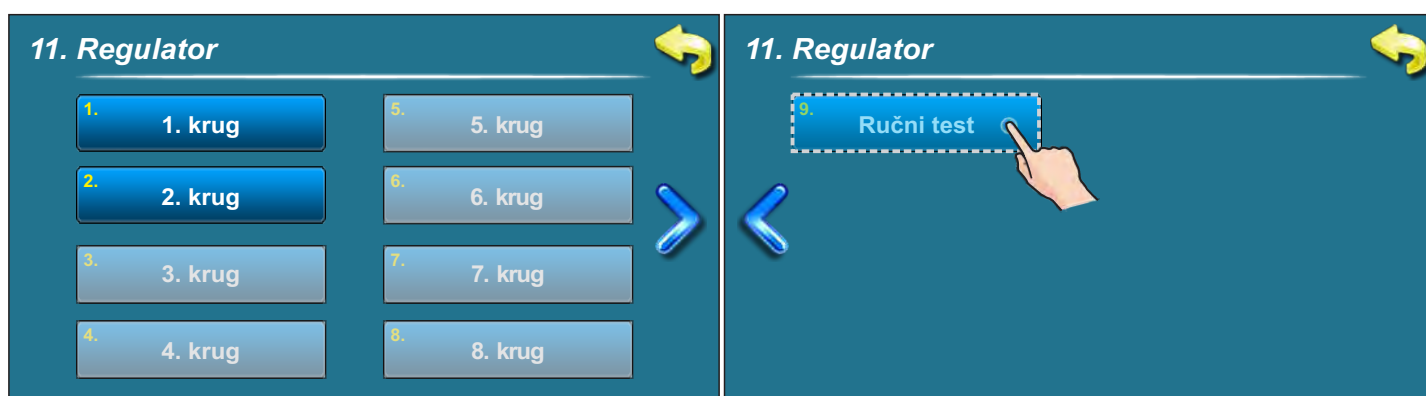 11. Regulator
1. 1. krug
5. 5. krug
2. 2. krug
6. 6. krug
3. 3. krug
7. 7. krug
4. 4. krug
8. 8. krug
11. Regulator
9. Ručni test